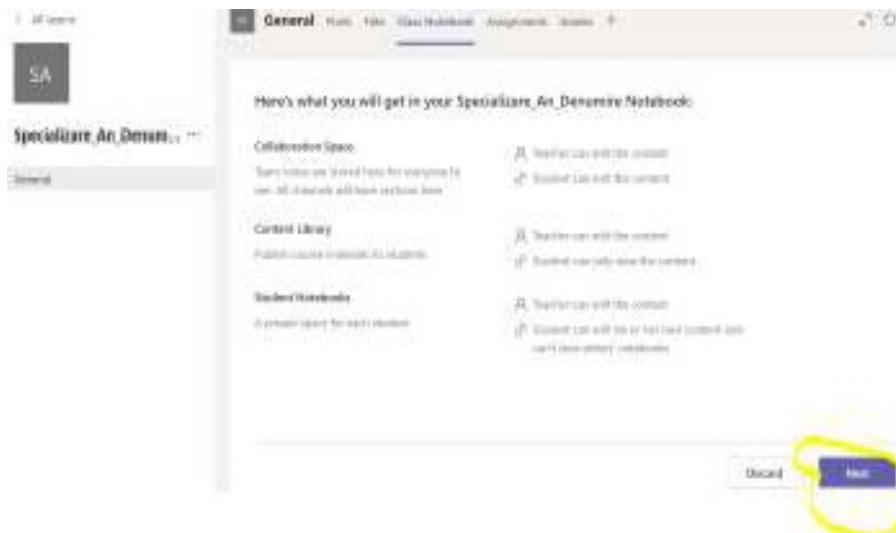 All teams
General Posts Files Class Notebook Assignments Grades +
SA
Here's what you will get in your Specializare_An_Denumire Notebook:
Specializare_An_Denum... ...
General
Collaboration Space
Teacher can edit the content
Student can edit the content
Content Library
Teacher can edit the content
Publish course materials to students
Student can only view the content
Student Notebooks
Teacher can edit the content
A private space for each student
Student can edit his or her own content and
can't view others' notebooks
Discard Next